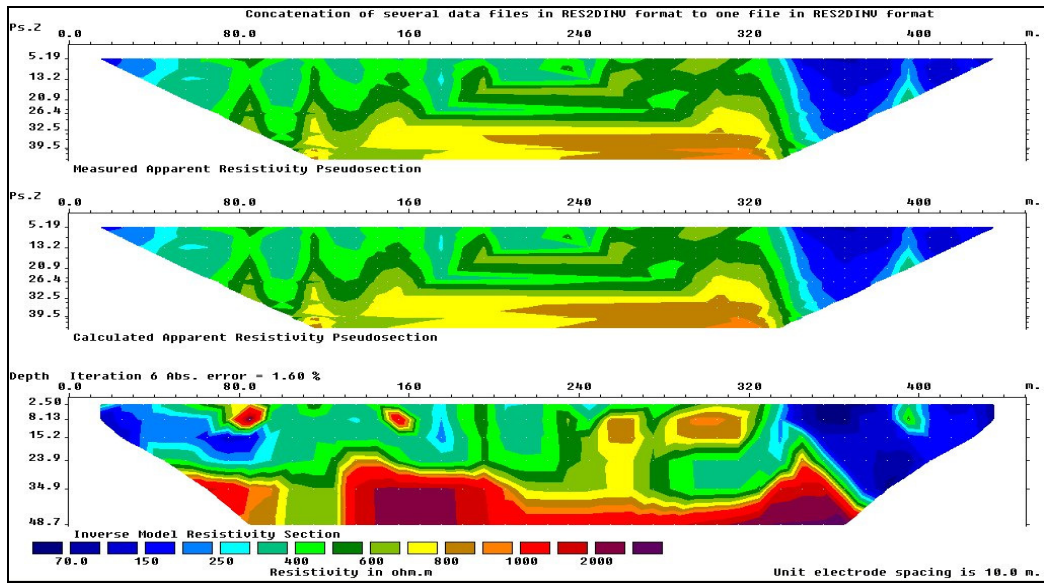 Concatenation of several data files in RES2DINV format to one file in RES2DINV format
Ps.Z 0.0 80.0 160 240 320 400 m.
5.19
13.2
20.9
26.4
32.5
39.5
Measured Apparent Resistivity Pseudosection
Ps.Z 0.0 80.0 160 240 320 400 m.
5.19
13.2
20.9
26.4
32.5
39.5
Calculated Apparent Resistivity Pseudosection
Depth Iteration 6 Abs. error = 1.60 %
0.0 80.0 160 240 320 400 m.
2.50
8.13
15.2
23.9
34.9
48.7
Inverse Model Resistivity Section
70.0 150 250 400 600 800 1000 2000
Resistivity in ohm.m
Unit electrode spacing is 10.0 m.